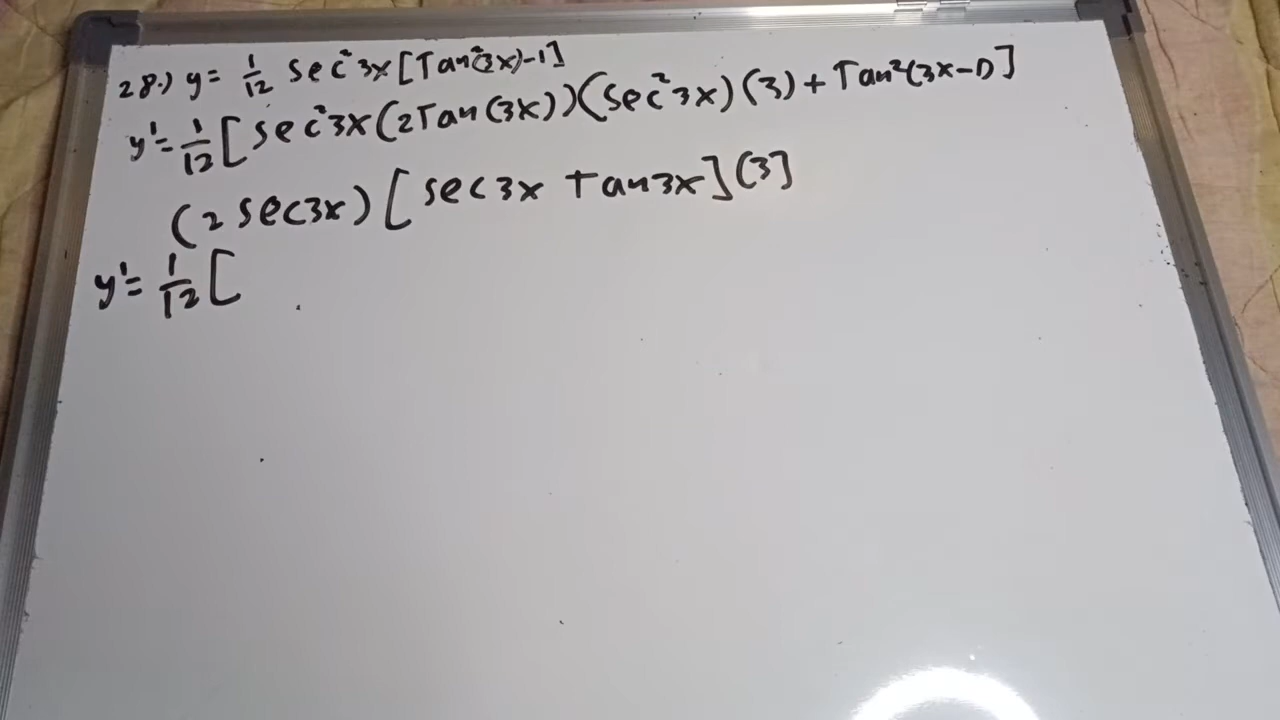 28.) y = 1/12 sec²3x [Tan²(3x)-1]
y' = 1/12 [sec²3x(2Tan(3x))(sec²3x)(3) + Tan²(3x-1)]
(2sec3x)[sec3x Tan3x](3]
y' = 1/12 [